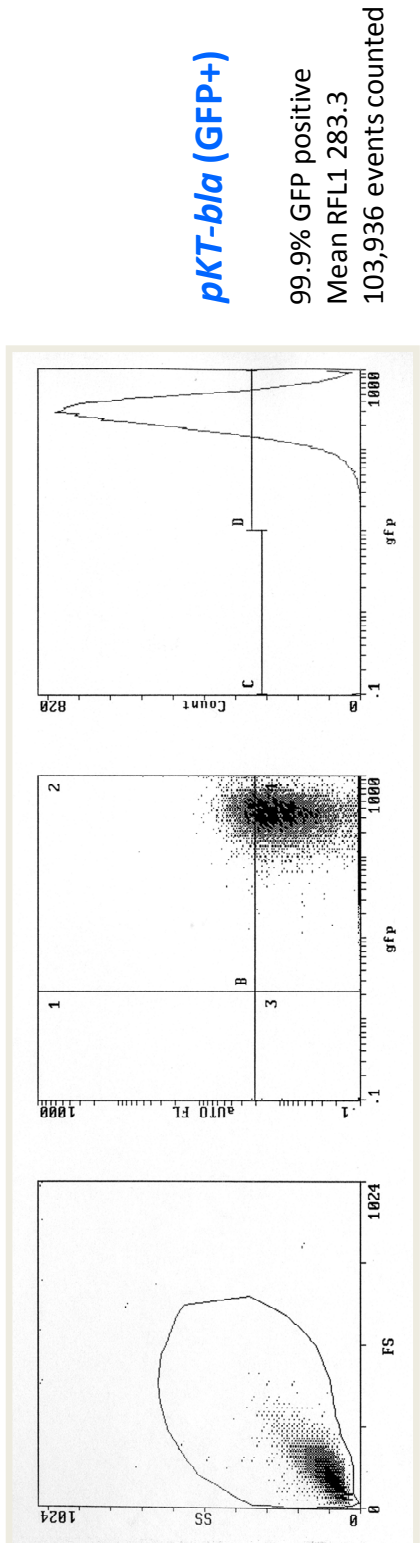 1024
SS
0
0
FS
1024
1000
aUTO FL
.1
1
2
B
3
4
.1
gfp
1000
820
Count
0
C
D
.1
gfp
1000
pKT-bla (GFP+)
99.9% GFP positive
Mean RFL1 283.3
103,936 events counted